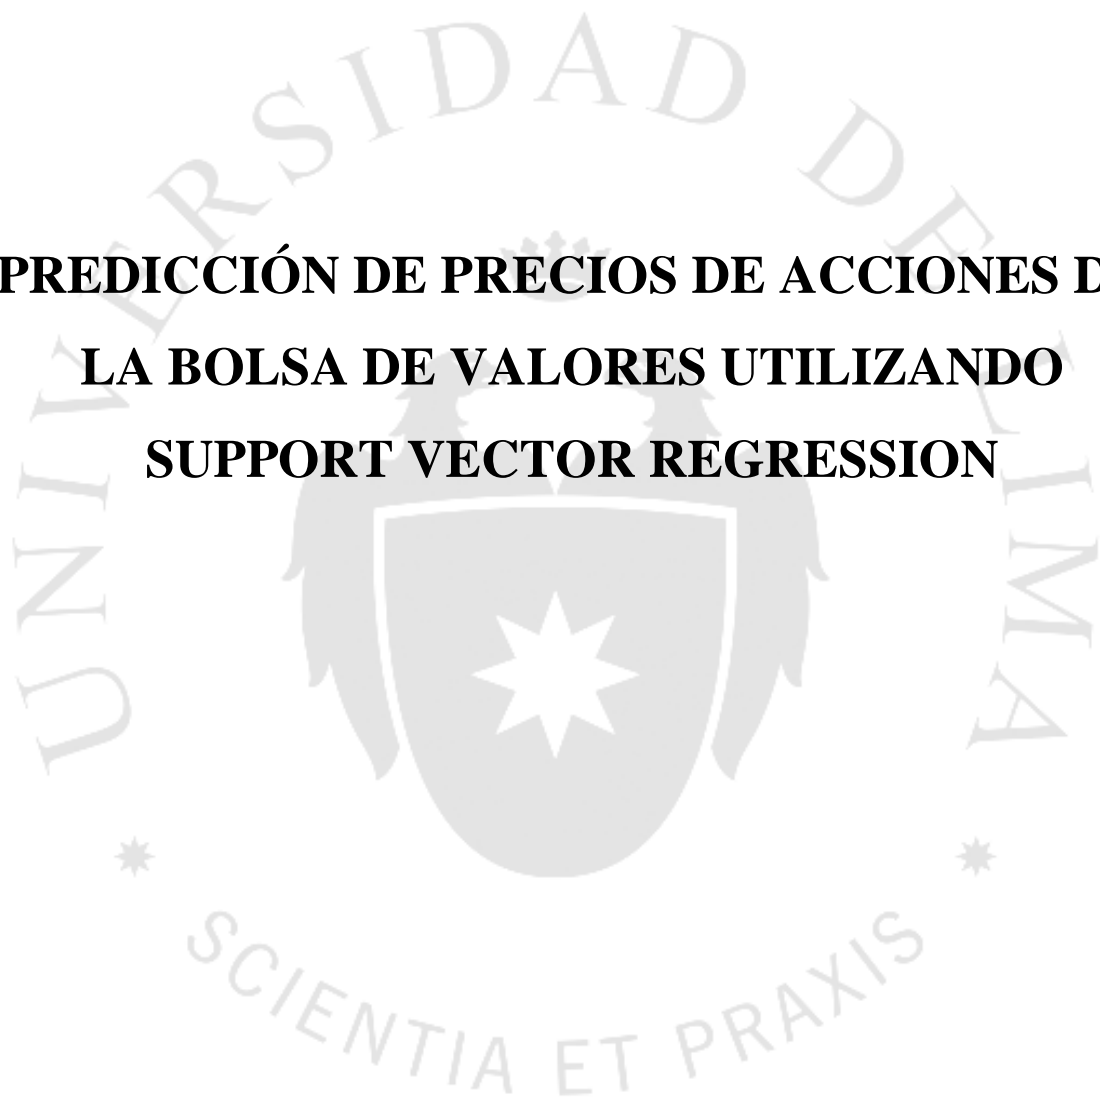 UNIVERSIDAD DE LIMA
PREDICCIÓN DE PRECIOS DE ACCIONES D
LA BOLSA DE VALORES UTILIZANDO
SUPPORT VECTOR REGRESSION
SCIENTIA ET PRAXIS